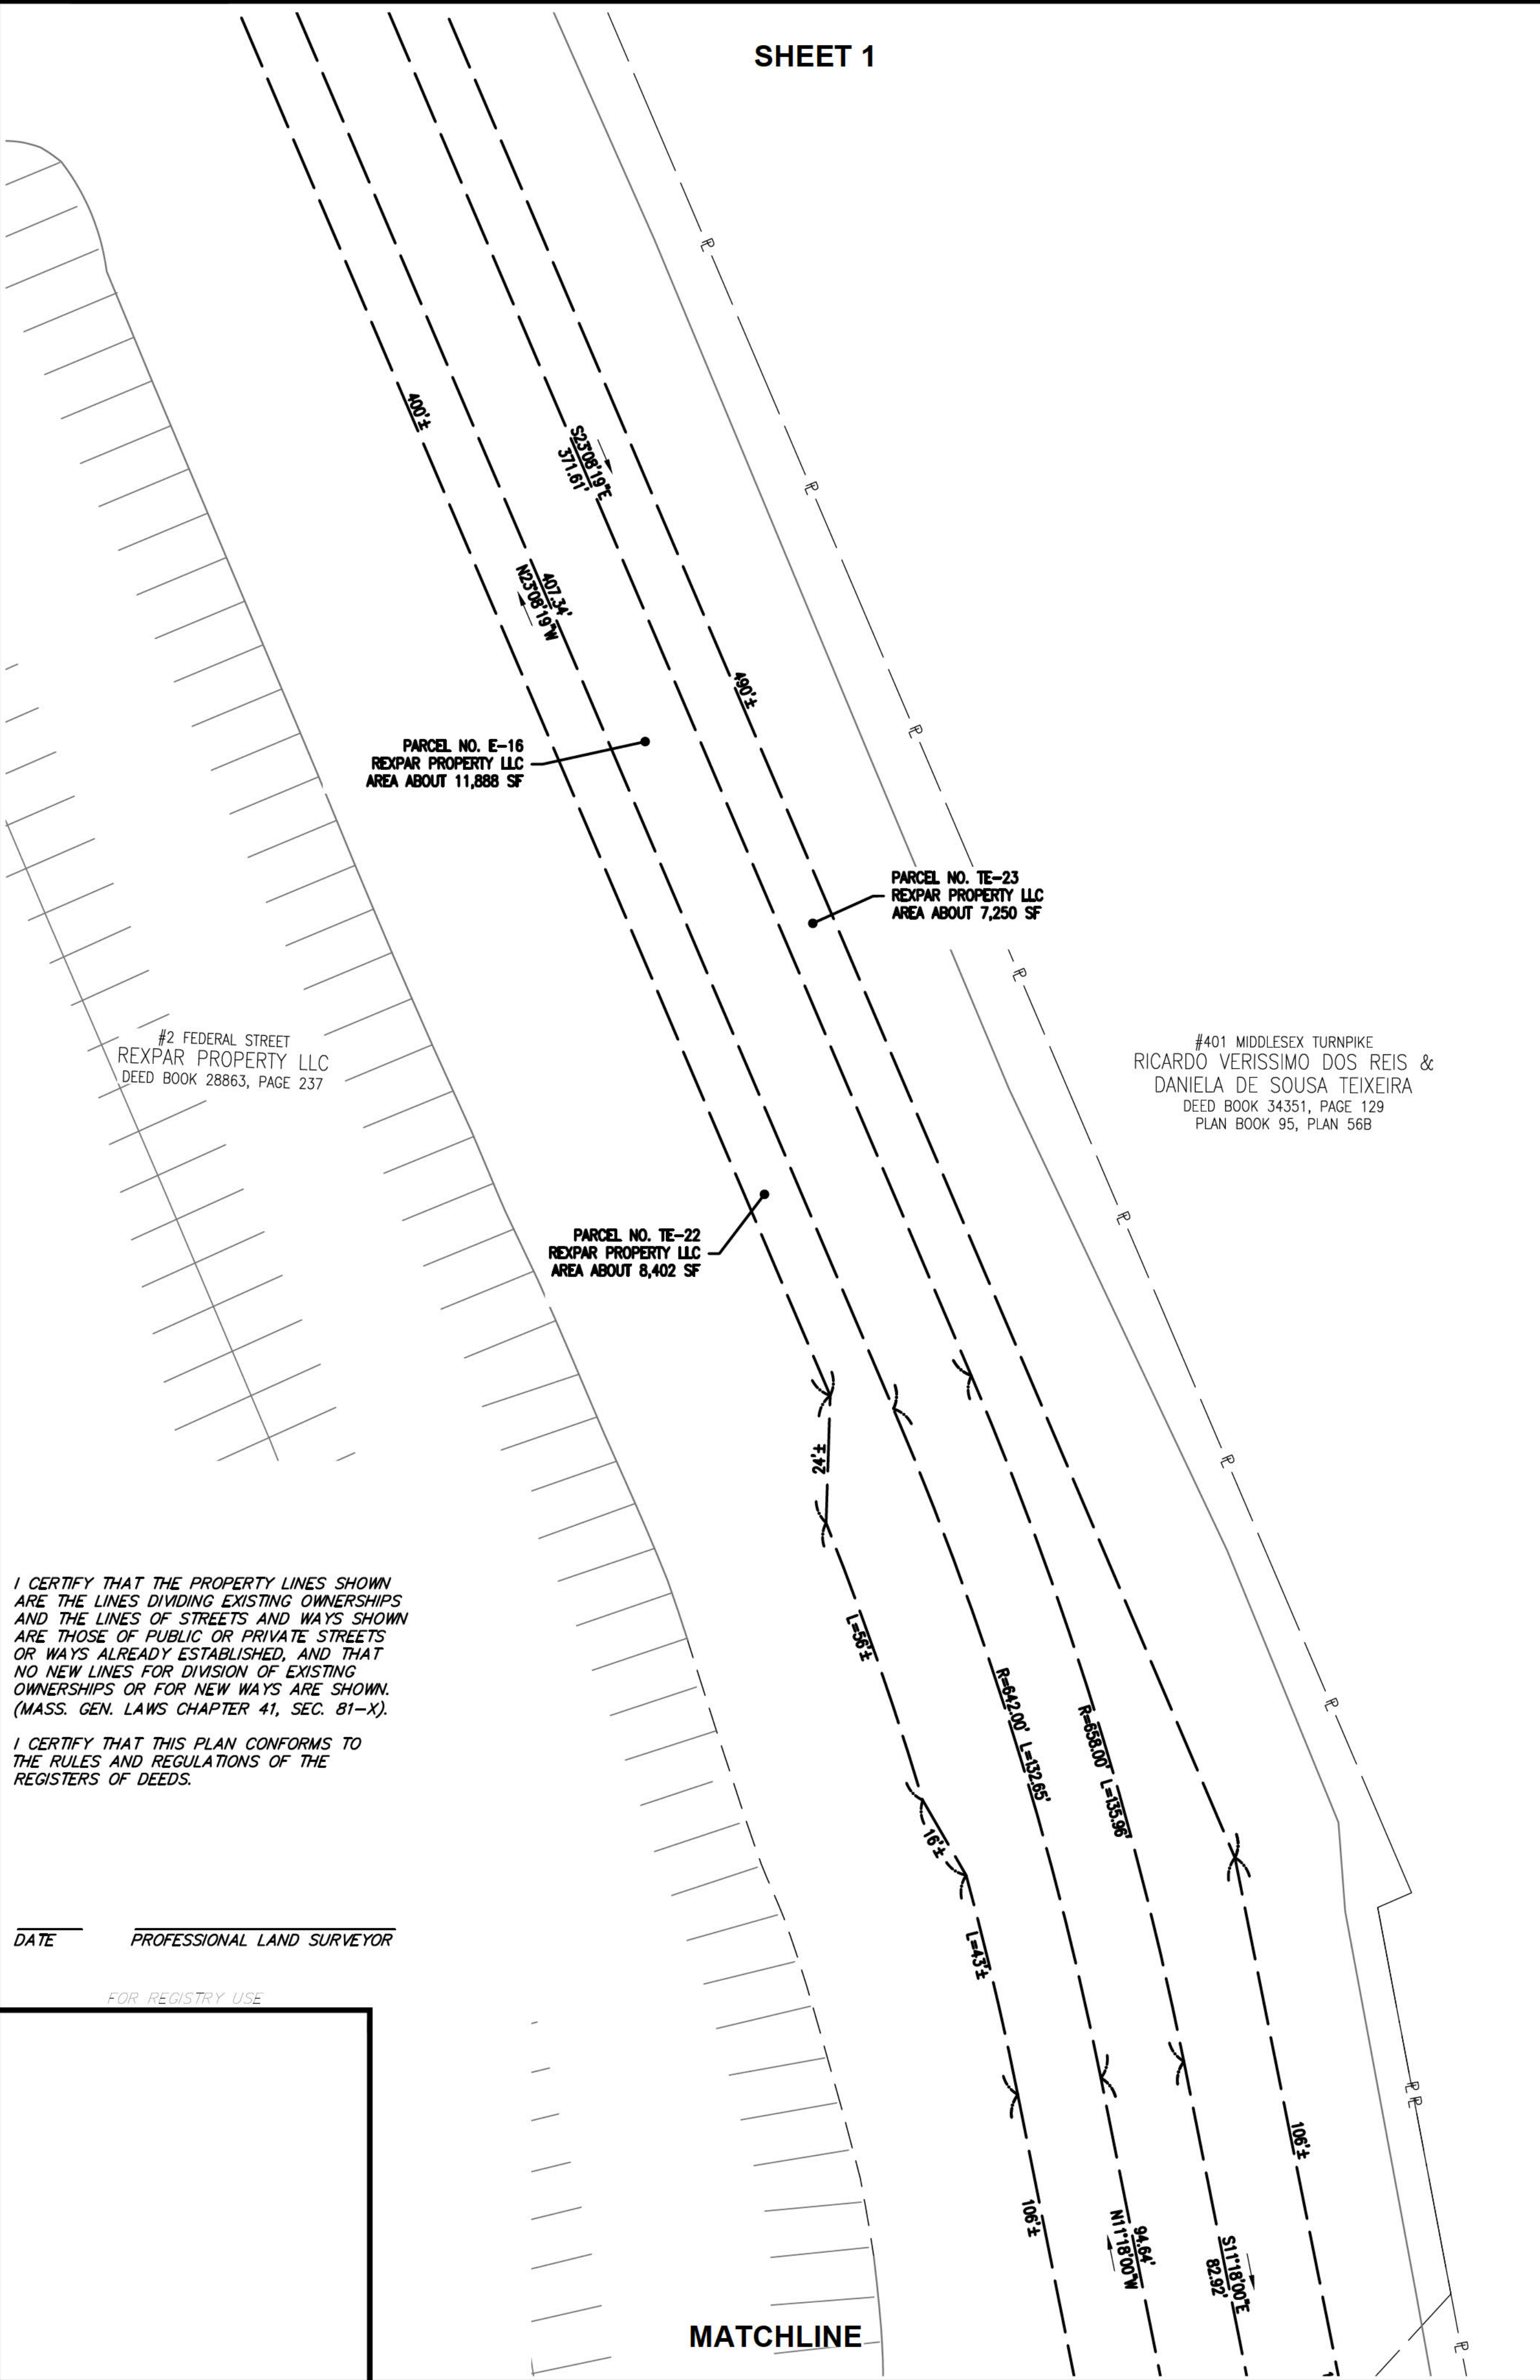 SHEET 1
400'±
S23°08'19"E
371.61'
407.34'
N23°08'19"W
490'±
PARCEL NO. E-16
REXPAR PROPERTY LLC
AREA ABOUT 11,888 SF
PARCEL NO. TE-23
REXPAR PROPERTY LLC
AREA ABOUT 7,250 SF
#2 FEDERAL STREET
REXPAR PROPERTY LLC
DEED BOOK 28863, PAGE 237
#401 MIDDLESEX TURNPIKE
RICARDO VERISSIMO DOS REIS &
DANIELA DE SOUSA TEIXEIRA
DEED BOOK 34351, PAGE 129
PLAN BOOK 95, PLAN 56B
PARCEL NO. TE-22
REXPAR PROPERTY LLC
AREA ABOUT 8,402 SF
24'±
L=56'±
R=642.00' L=132.65'
R=658.00' L=135.96'
16'±
L=43'±
I CERTIFY THAT THE PROPERTY LINES SHOWN
ARE THE LINES DIVIDING EXISTING OWNERSHIPS
AND THE LINES OF STREETS AND WAYS SHOWN
ARE THOSE OF PUBLIC OR PRIVATE STREETS
OR WAYS ALREADY ESTABLISHED, AND THAT
NO NEW LINES FOR DIVISION OF EXISTING
OWNERSHIPS OR FOR NEW WAYS ARE SHOWN.
(MASS. GEN. LAWS CHAPTER 41, SEC. 81-X).
I CERTIFY THAT THIS PLAN CONFORMS TO
THE RULES AND REGULATIONS OF THE
REGISTERS OF DEEDS.
DATE
PROFESSIONAL LAND SURVEYOR
FOR REGISTRY USE
106'±
106'±
94.64'
N11°18'00"W
S11°18'00"E
82.92'
MATCHLINE